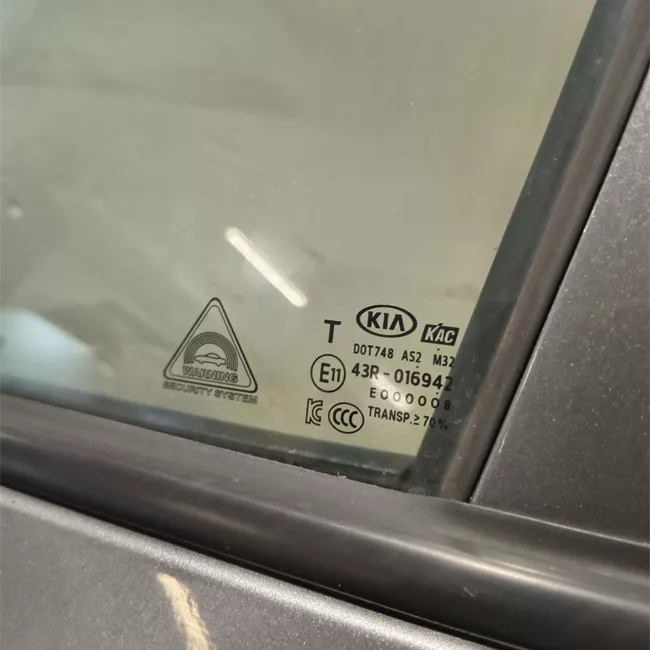 WARNING
SECURITY SYSTEM
T KIA KAC
DOT748 AS2 M32
E11 43R-016942
E000008
KC CCC TRANSP.≥70%